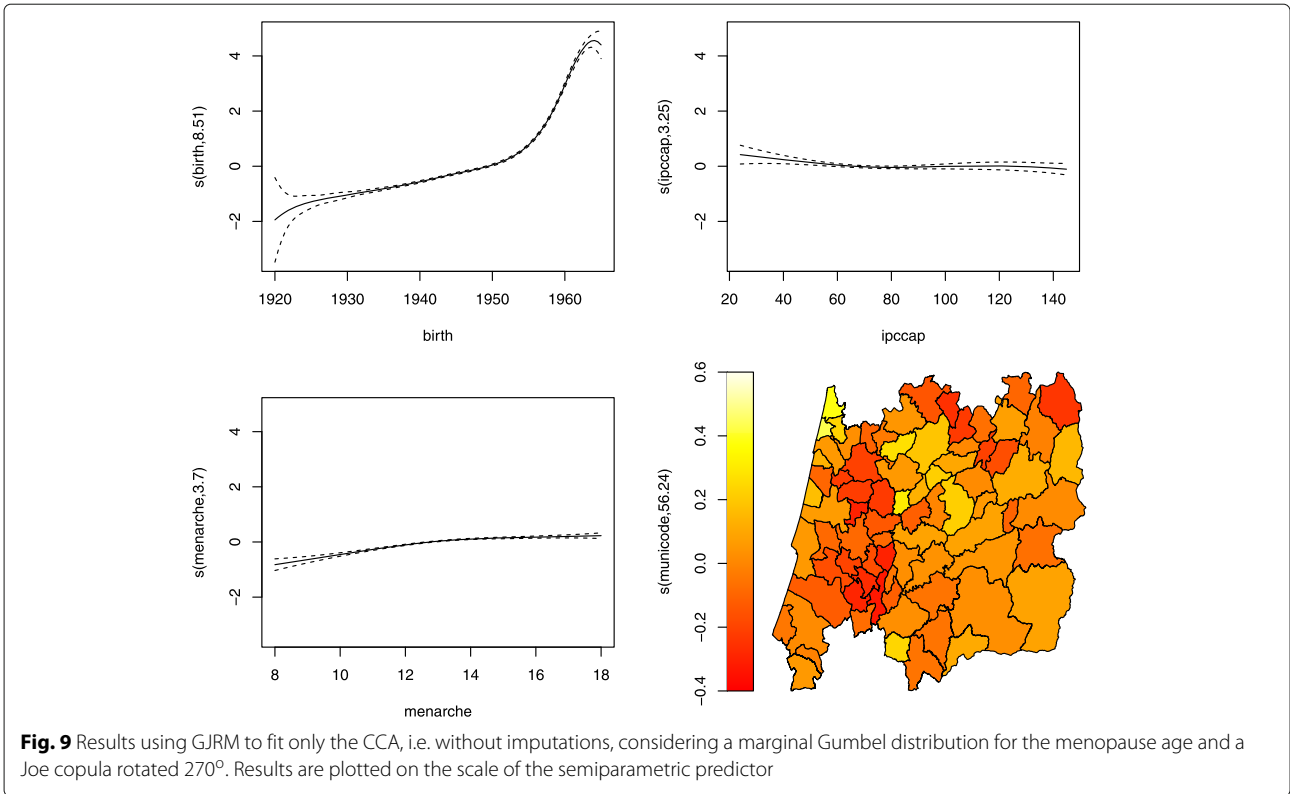 4
2
0
−2
s(birth,8.51)
1920 1930 1940 1950 1960
birth
4
2
0
−2
s(ipccap,3.25)
20 40 60 80 100 120 140
ipccap
4
2
0
−2
s(menarche,3.7)
8 10 12 14 16 18
menarche
0.6
0.4
0.2
0.0
−0.2
−0.4
s(municode,56.24)
Fig. 9 Results using GJRM to fit only the CCA, i.e. without imputations, considering a marginal Gumbel distribution for the menopause age and a
Joe copula rotated 270°. Results are plotted on the scale of the semiparametric predictor